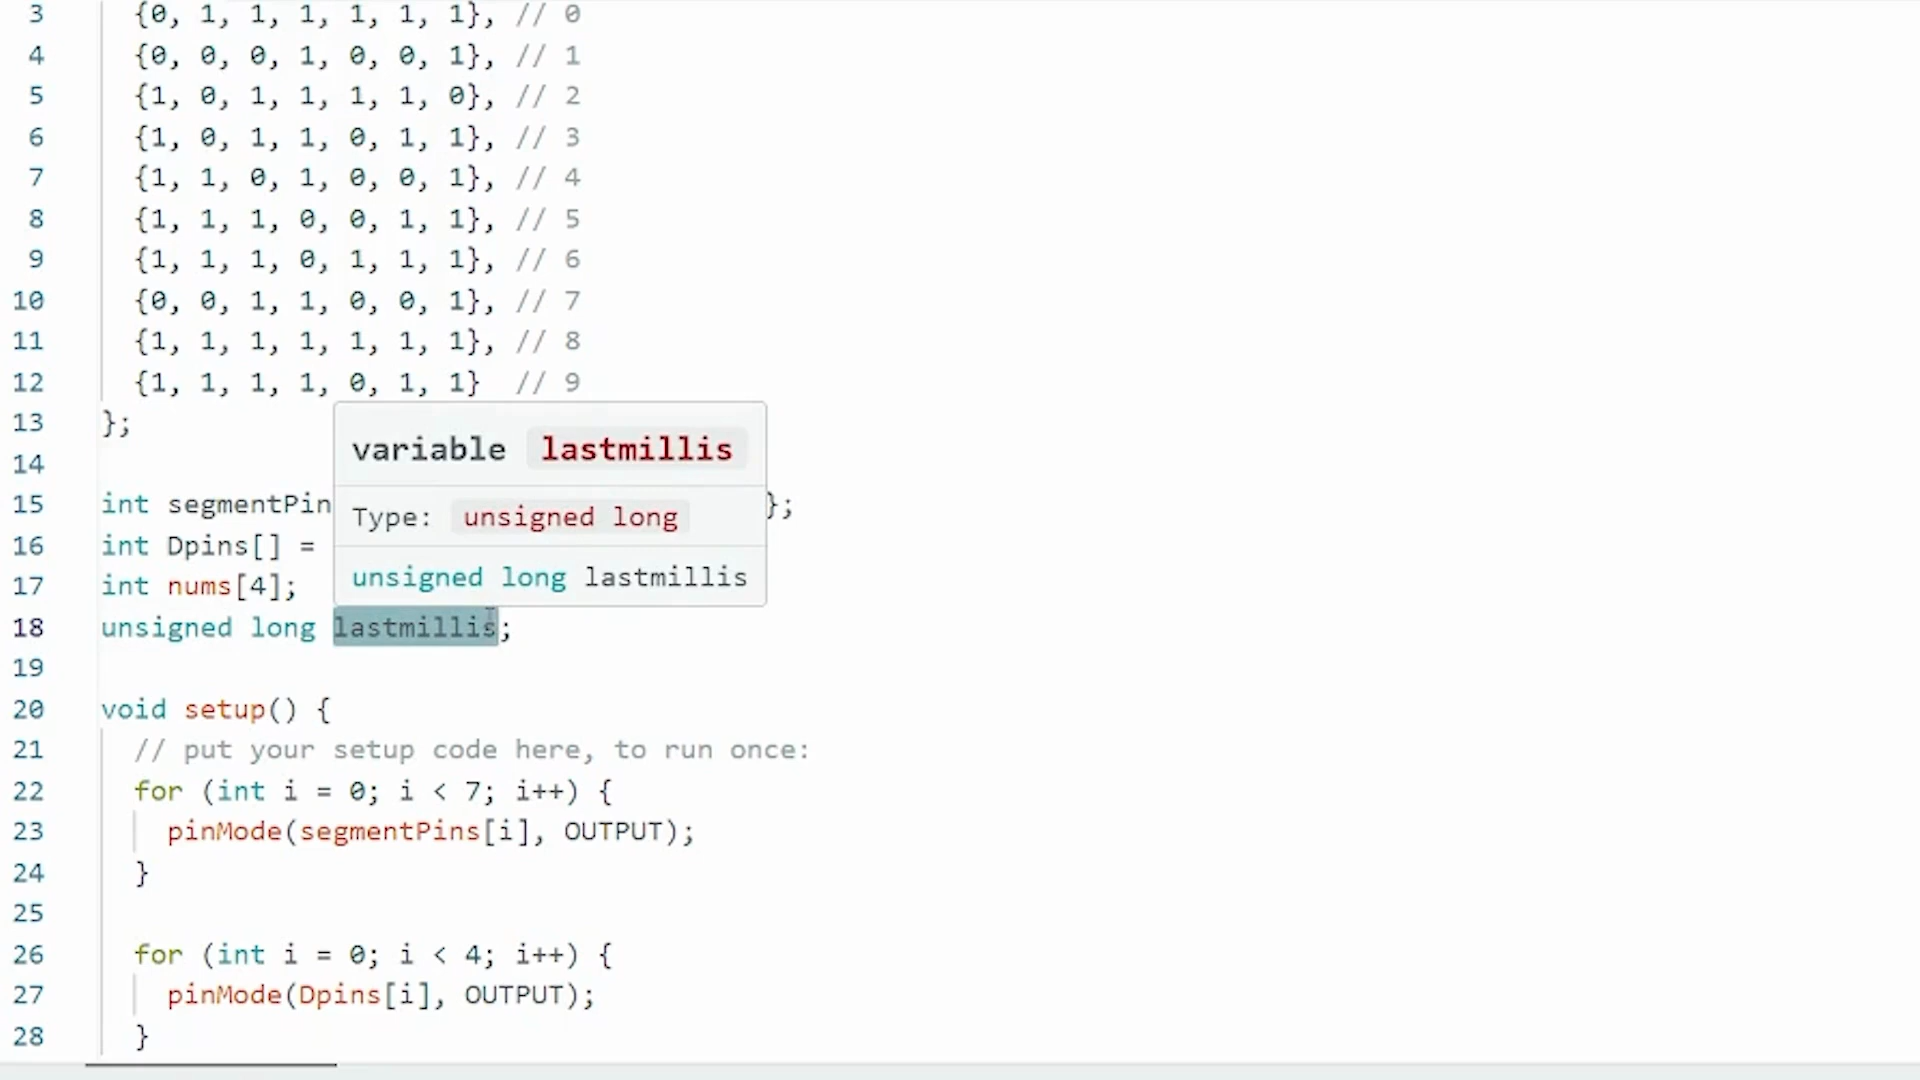 3 {0, 1, 1, 1, 1, 1, 1}, // 0
4 {0, 0, 0, 1, 0, 0, 1}, // 1
5 {1, 0, 1, 1, 1, 1, 0}, // 2
6 {1, 0, 1, 1, 0, 1, 1}, // 3
7 {1, 1, 0, 1, 0, 0, 1}, // 4
8 {1, 1, 1, 0, 0, 1, 1}, // 5
9 {1, 1, 1, 0, 1, 1, 1}, // 6
10 {0, 0, 1, 1, 0, 0, 1}, // 7
11 {1, 1, 1, 1, 1, 1, 1}, // 8
12 {1, 1, 1, 1, 0, 1, 1} // 9
13 };
variable lastmillis
14
15 int segmentPin };
Type: unsigned long
16 int Dpins[] =
17 int nums[4];
unsigned long lastmillis
18 unsigned long lastmillis;
19
20 void setup() {
21 // put your setup code here, to run once:
22 for (int i = 0; i < 7; i++) {
23 pinMode(segmentPins[i], OUTPUT);
24 }
25
26 for (int i = 0; i < 4; i++) {
27 pinMode(Dpins[i], OUTPUT);
28 }